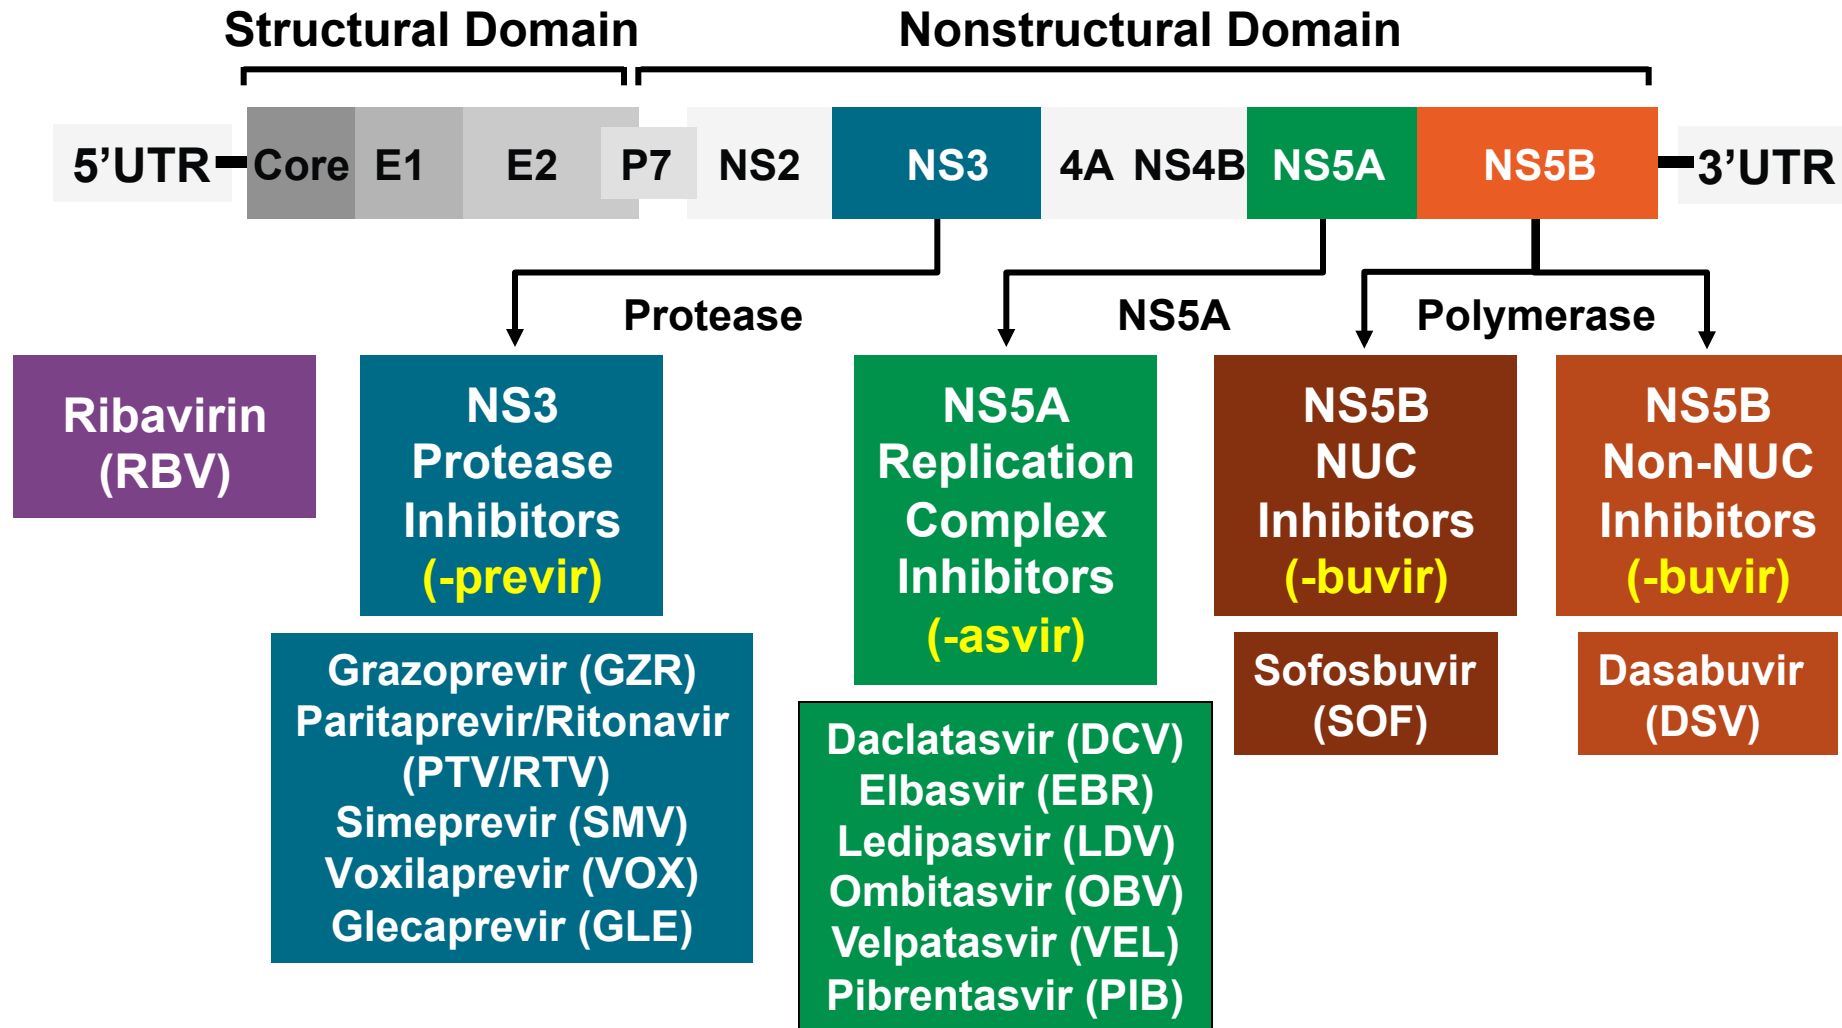 Structural Domain
Nonstructural Domain
5’UTR
Core
E1
E2
P7
NS2
NS3
4A
NS4B
NS5A
NS5B
3’UTR
Protease
NS5A
Polymerase
Ribavirin
(RBV)
NS3
Protease
Inhibitors
(-previr)
Grazoprevir (GZR)
Paritaprevir/Ritonavir
(PTV/RTV)
Simeprevir (SMV)
Voxilaprevir (VOX)
Glecaprevir (GLE)
NS5A
Replication
Complex
Inhibitors
(-asvir)
Daclatasvir (DCV)
Elbasvir (EBR)
Ledipasvir (LDV)
Ombitasvir (OBV)
Velpatasvir (VEL)
Pibrentasvir (PIB)
NS5B
NUC
Inhibitors
(-buvir)
Sofosbuvir
(SOF)
NS5B
Non-NUC
Inhibitors
(-buvir)
Dasabuvir
(DSV)